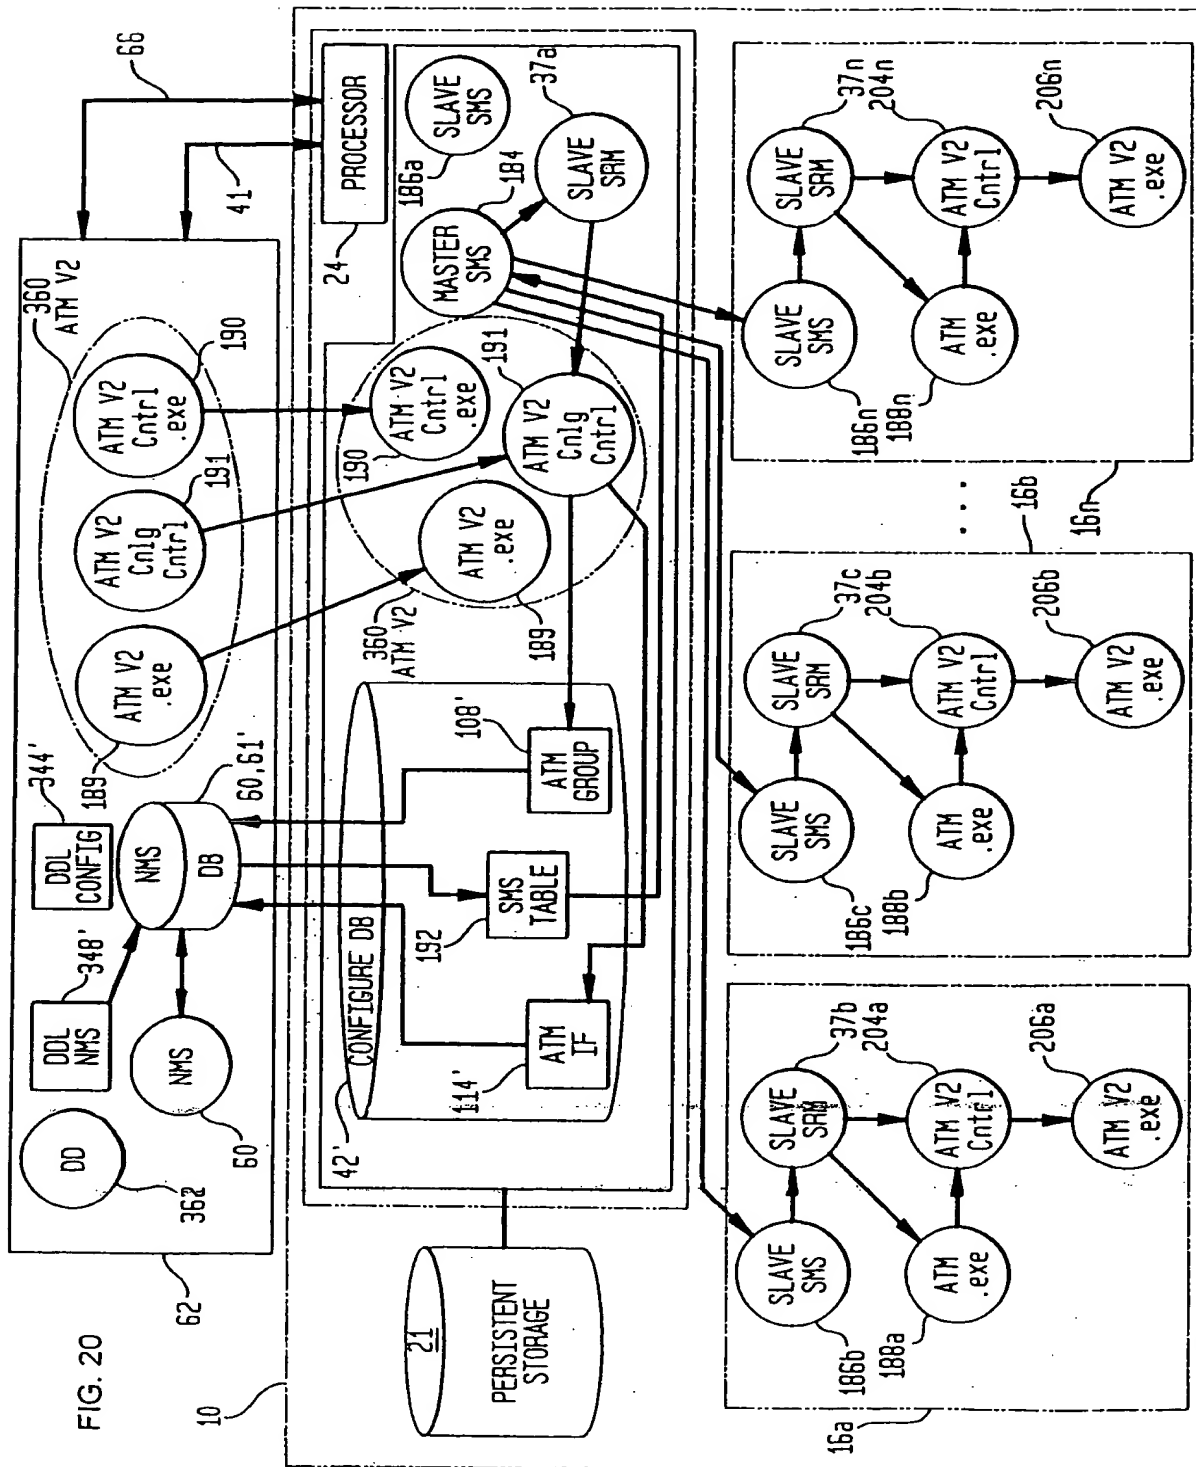 FIG. 20
62
362
DD
60
NMS
348'
DDL
NMS
344'
DDL
CONFIG
NMS
DB
60,61'
189
ATM V2
.exe
ATM V2
Cnlg
Cntrl
191
ATM V2
Cntrl
.exe
190
360
ATM V2
41
66
10
21
PERSISTENT
STORAGE
42'
CONFIGURE DB
114'
ATM
IF
192
SMS
TABLE
108'
ATM
GROUP
360
ATM V2
189
ATM V2
.exe
190
ATM V2
Cntrl
.exe
191
ATM V2
Cnlg
Cntrl
24
PROCESSOR
MASTER
SMS
184
186a
SLAVE
SMS
SLAVE
SRM
37a
16a
186b
SLAVE
SMS
SLAVE
SRM
37b
204a
188a
ATM
.exe
ATM V2
Cntrl
ATM V2
.exe
206a
186c
SLAVE
SMS
SLAVE
SRM
37c
204b
188b
ATM
.exe
ATM V2
Cntrl
ATM V2
.exe
206b
16b
...
16n
186n
SLAVE
SMS
SLAVE
SRM
37n
204n
188n
ATM
.exe
ATM V2
Cntrl
ATM V2
.exe
206n